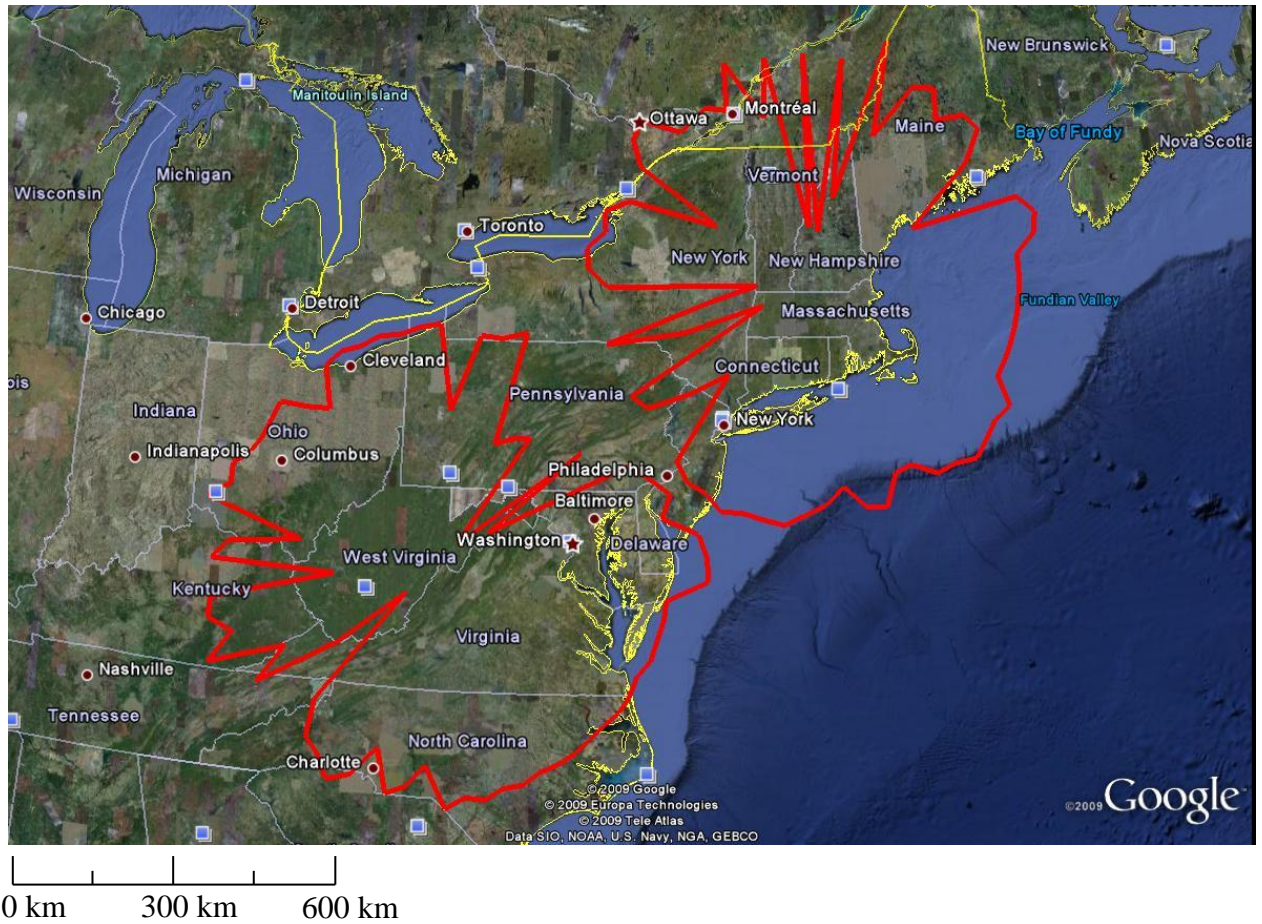 New Brunswick
Manitoulin Island
Montréal
Ottawa
Maine
Bay of Fundy
Nova Scotia
Michigan
Wisconsin
Vermont
Toronto
New York
New Hampshire
Detroit
Fundian Valley
Chicago
Massachusetts
Cleveland
Connecticut
Pennsylvania
Indiana
New York
Ohio
Indianapolis
Columbus
Philadelphia
Baltimore
Washington
Delaware
West Virginia
Kentucky
Virginia
Nashville
Tennessee
North Carolina
Charlotte
© 2009 Google
© 2009 Europa Technologies
© 2009 Tele Atlas
Data SIO, NOAA, U.S. Navy, NGA, GEBCO
©2009 Google
0 km 300 km 600 km